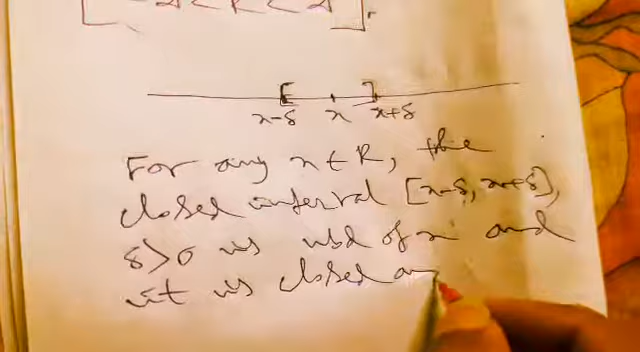 x-δ x x+δ
For any x ∈ R, the
closed interval [x-δ, x+δ],
δ>0 is nbd of x and
it is closed an